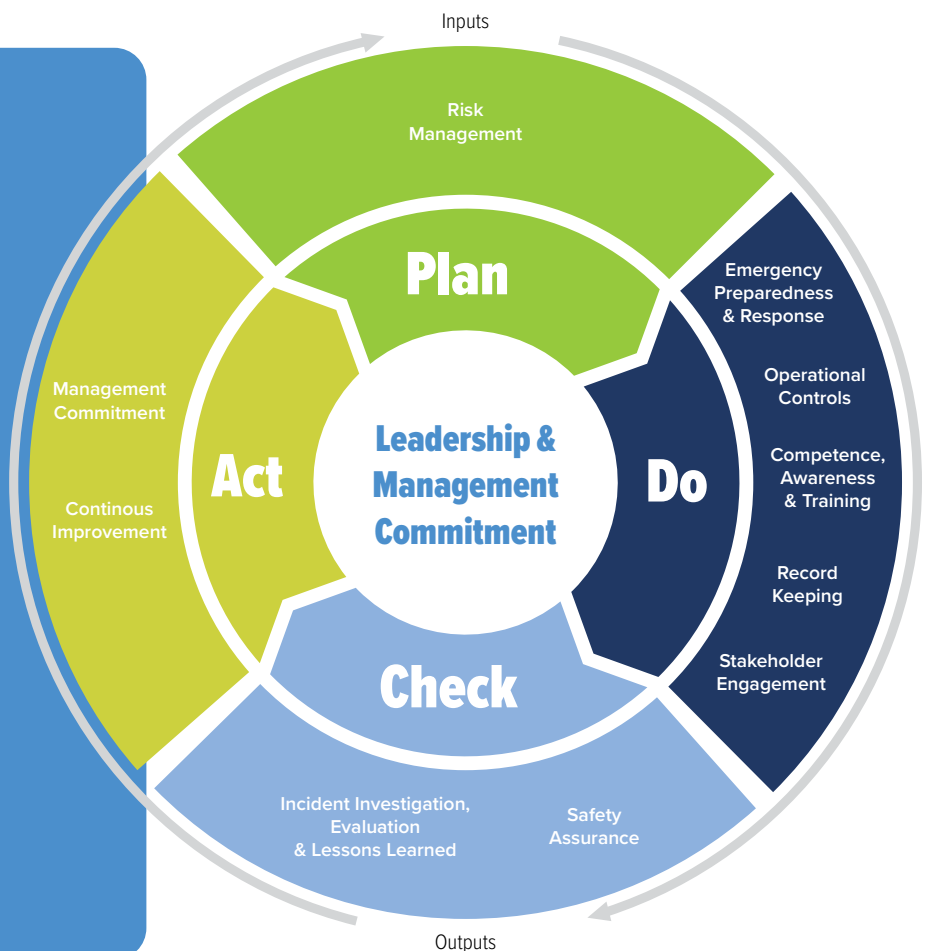 Inputs
Risk
Management
Plan
Emergency
Preparedness
& Response
Operational
Controls
Competence,
Awareness
& Training
Record
Keeping
Stakeholder
Engagement
Do
Leadership &
Management
Commitment
Act
Management
Commitment
Continous
Improvement
Check
Incident Investigation,
Evaluation
& Lessons Learned
Safety
Assurance
Outputs